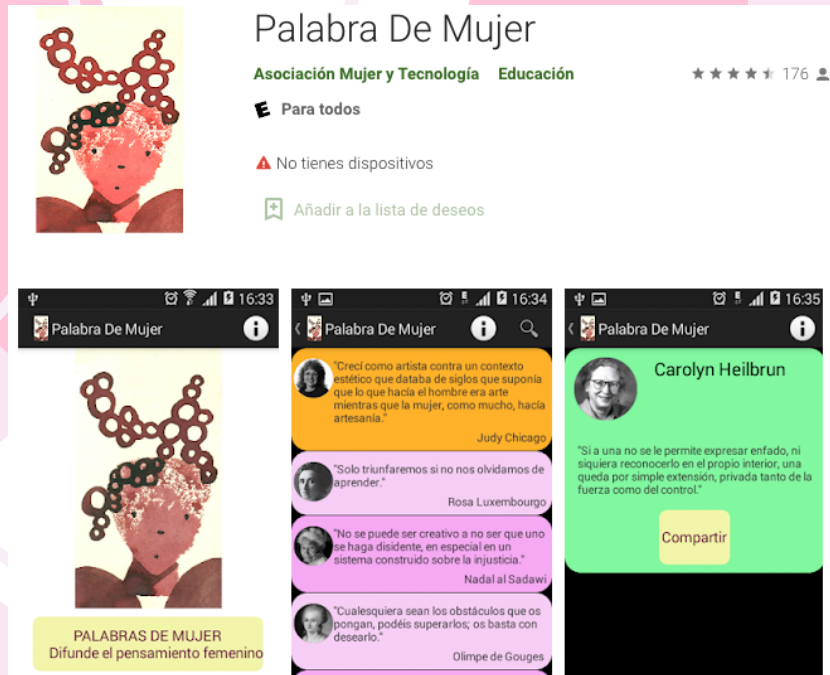 Palabra De Mujer
Asociación Mujer y Tecnología Educación 176
E Para todos
No tienes dispositivos
Añadir a la lista de deseos
16:33
Palabra De Mujer
PALABRAS DE MUJER
Difunde el pensamiento femenino
16:34
Palabra De Mujer
"Crecí como artista contra un contexto
estético que databa de siglos que suponía
que lo que hacía el hombre era arte
mientras que la mujer, como mucho, hacía
artesanía."
Judy Chicago
"Solo triunfaremos si no nos olvidamos de
aprender."
Rosa Luxembourgo
"No se puede ser creativo a no ser que uno
se haga disidente, en especial en un
sistema construido sobre la injusticia."
Nadal al Sadawi
"Cualesquiera sean los obstáculos que os
pongan, podéis superarlos; os basta con
desearlo."
Olimpe de Gouges
16:35
Palabra De Mujer
Carolyn Heilbrun
"Si a una no se le permite expresar enfado, ni
siquiera reconocerlo en el propio interior, una
queda por simple extensión, privada tanto de la
fuerza como del control."
Compartir